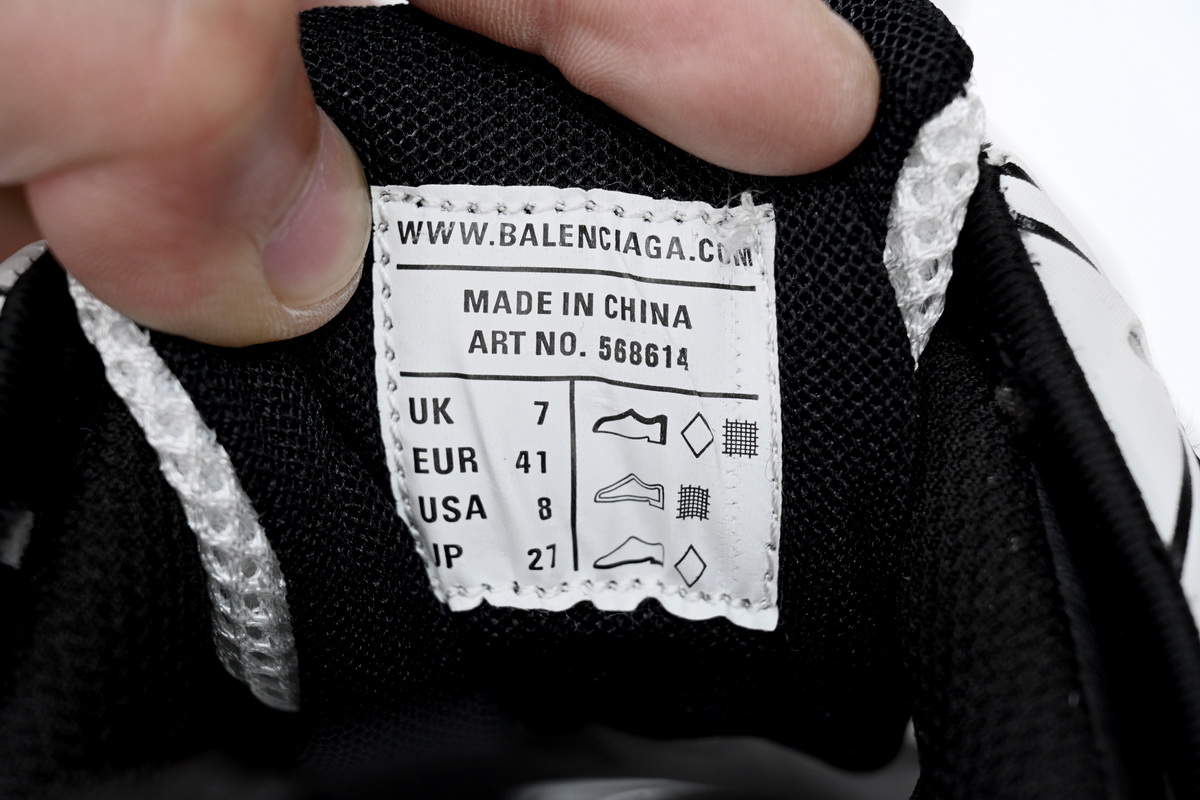 WWW.BALENCIAGA.COM
MADE IN CHINA
ART NO. 568614
UK 7
EUR 41
USA 8
JP 27